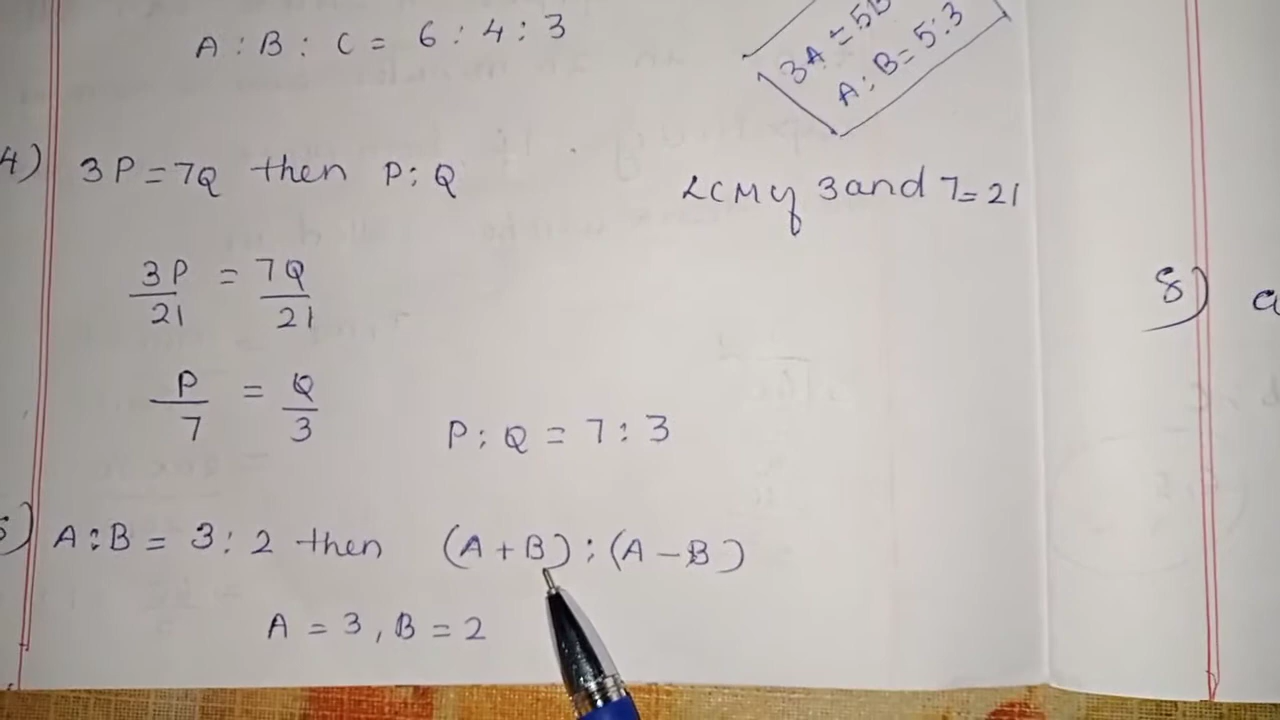 A : B : C = 6 : 4 : 3
3A = 5B
A : B = 5 : 3
4) 3P = 7Q then P : Q
LCM of 3 and 7 = 21
3P/21 = 7Q/21
P/7 = Q/3
P : Q = 7 : 3
5) A : B = 3 : 2 then (A + B) : (A - B)
A = 3, B = 2
8) a